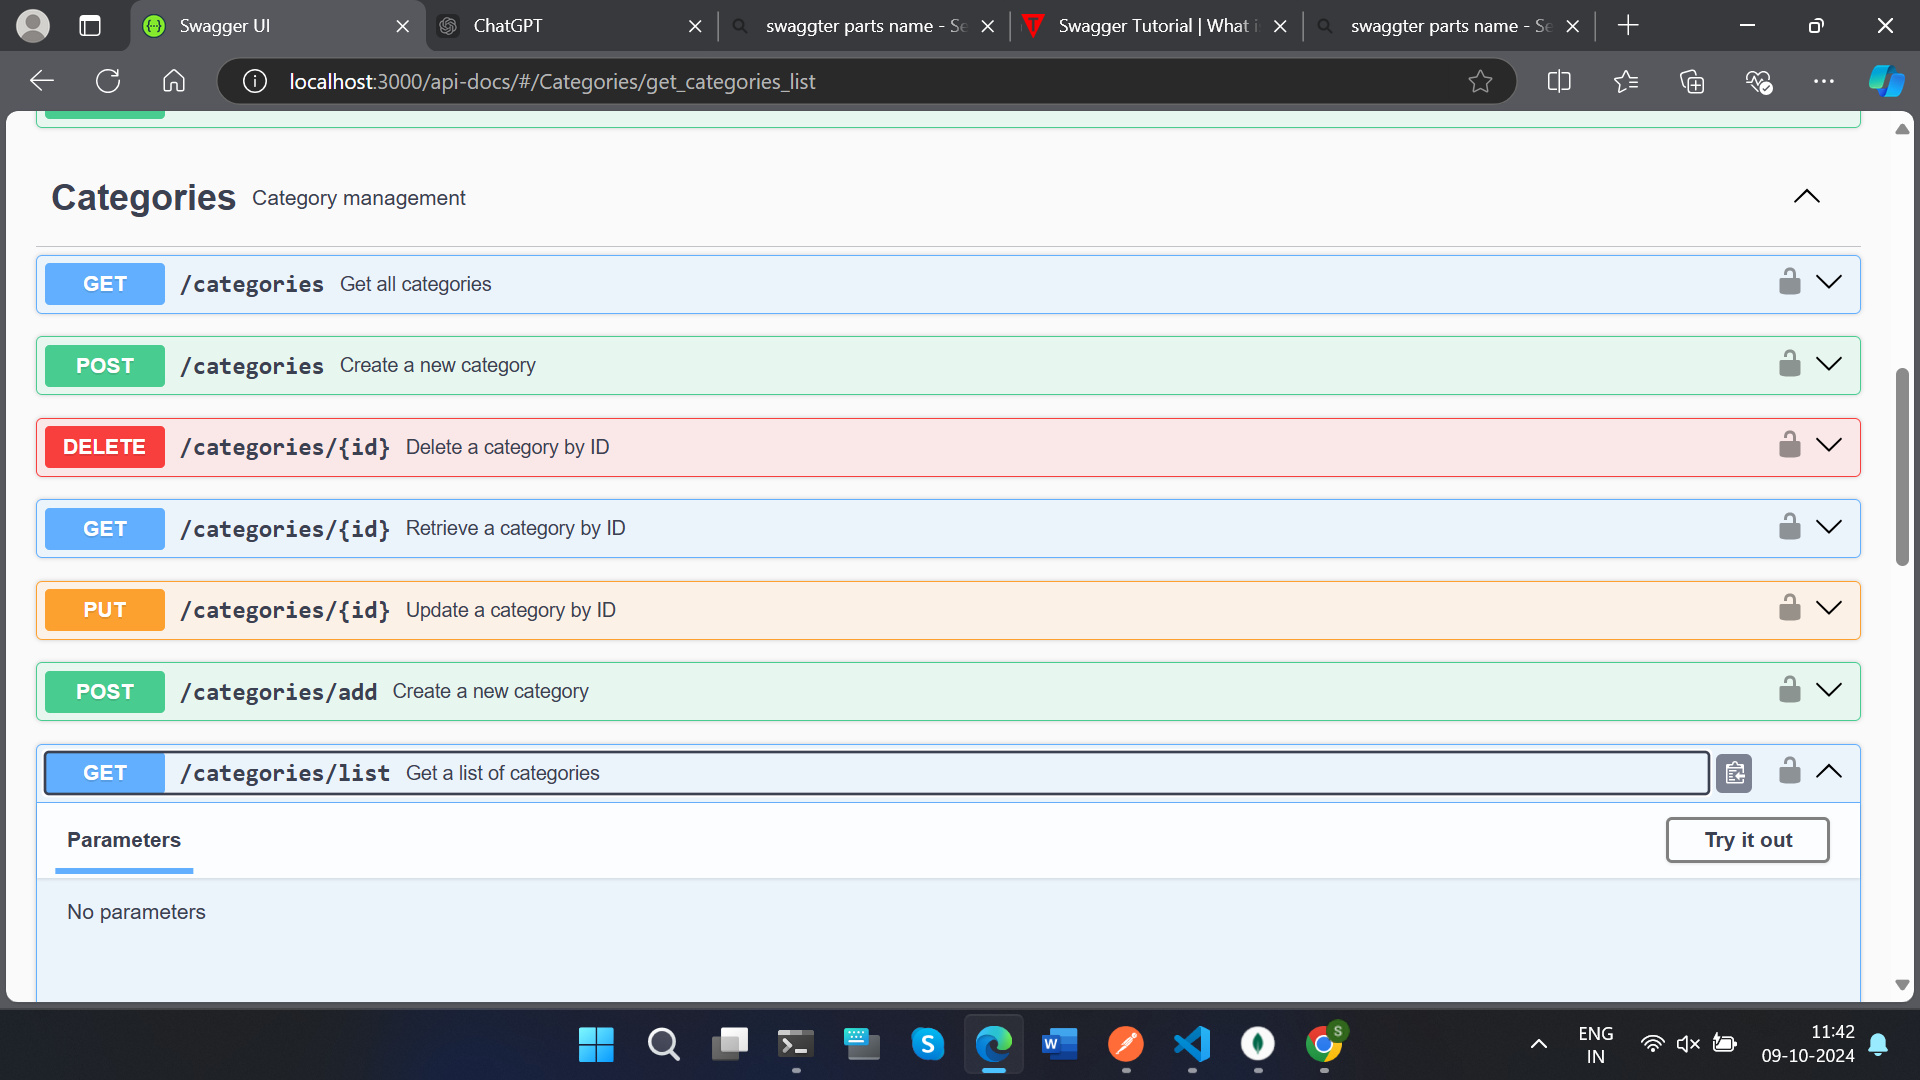 Swagger UI
ChatGPT
swaggter parts name - Se
Swagger Tutorial | What i
swaggter parts name - Se
localhost:3000/api-docs/#/Categories/get_categories_list
Categories Category management
GET /categories Get all categories
POST /categories Create a new category
DELETE /categories/{id} Delete a category by ID
GET /categories/{id} Retrieve a category by ID
PUT /categories/{id} Update a category by ID
POST /categories/add Create a new category
GET /categories/list Get a list of categories
Parameters
Try it out
No parameters
S
W
S
ENG
IN
11:42
09-10-2024